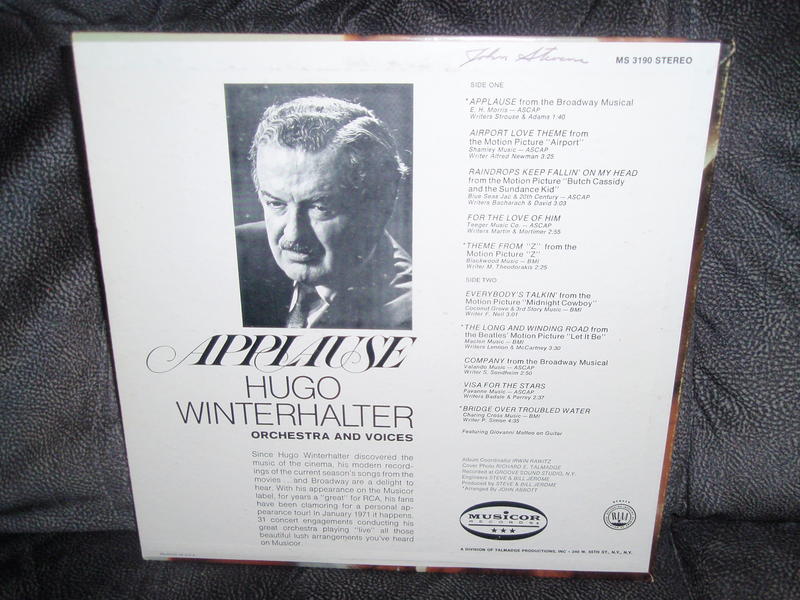 John Stevens
MS 3190 STEREO
SIDE ONE
*APPLAUSE from the Broadway Musical
E. H. Morris — ASCAP
Writers Strouse & Adams 1:40
AIRPORT LOVE THEME from
the Motion Picture "Airport"
Shamley Music — ASCAP
Writer Alfred Newman 3:25
RAINDROPS KEEP FALLIN' ON MY HEAD
from the Motion Picture "Butch Cassidy
and the Sundance Kid"
Blue Seas Jac & 20th Century — ASCAP
Writers Bacharach & David 3:03
FOR THE LOVE OF HIM
Teeger Music Co. — ASCAP
Writers Martin & Mortimer 2:55
*THEME FROM "Z" from the
Motion Picture "Z"
Blackwood Music — BMI
Writer M. Theodorakis 2:25
SIDE TWO
EVERYBODY'S TALKIN' from the
Motion Picture "Midnight Cowboy"
Coconut Grove & 3rd Story Music — BMI
Writer F. Neil 3:01
*THE LONG AND WINDING ROAD from
the Beatles' Motion Picture "Let It Be"
Maclen Music — BMI
Writers Lennon & McCartney 3:30
COMPANY from the Broadway Musical
Valando Music — ASCAP
Writer S. Sondheim 2:50
VISA FOR THE STARS
Pavanne Music — ASCAP
Writers Badale & Perrey 2:37
*BRIDGE OVER TROUBLED WATER
Charing Cross Music — BMI
Writer P. Simon 4:35
Featuring Giovanni Matteo on Guitar
APPLAUSE
HUGO
WINTERHALTER
ORCHESTRA AND VOICES
Since Hugo Winterhalter discovered the
music of the cinema, his modern record-
ings of the current season's songs from the
movies . . . and Broadway are a delight to
hear. With his appearance on the Musicor
label, for years a "great" for RCA, his fans
have been clamoring for a personal ap-
pearance tour! In January 1971 it happens.
31 concert engagements conducting his
great orchestra playing "live" all those
beautiful lush arrangements you've heard
on Musicor.
Album Coordinator IRWIN RAWITZ
Cover Photo RICHARD E. TALMADGE
Recorded at GROOVE SOUND STUDIO, N.Y.
Engineers STEVE & BILL JEROME
Produced by STEVE & BILL JEROME
*Arranged By JOHN ABBOTT
MUSICOR
RECORDS
A DIVISION OF TALMADGE PRODUCTIONS, INC • 240 W. 55TH ST., N.Y., N.Y.